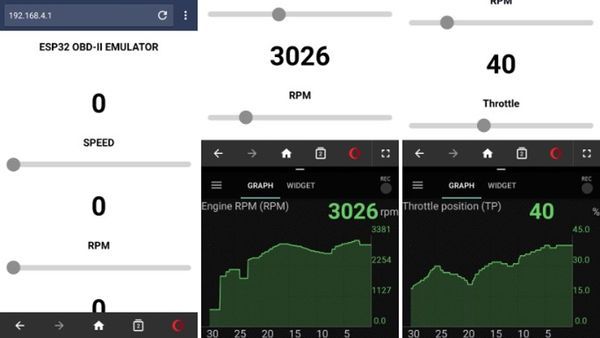 192.168.4.1
ESP32 OBD-II EMULATOR
0
SPEED
0
RPM
0
2
3026
RPM
2
GRAPH
WIDGET
REC
Engine RPM (RPM)
3026 rpm
3381
2254
1127
0.0
30 25 20 15 10 5
RPM
40
Throttle
2
GRAPH
WIDGET
REC
Throttle position (TP)
40 %
45.0
30.0
15.0
0.0
30 25 20 15 10 5